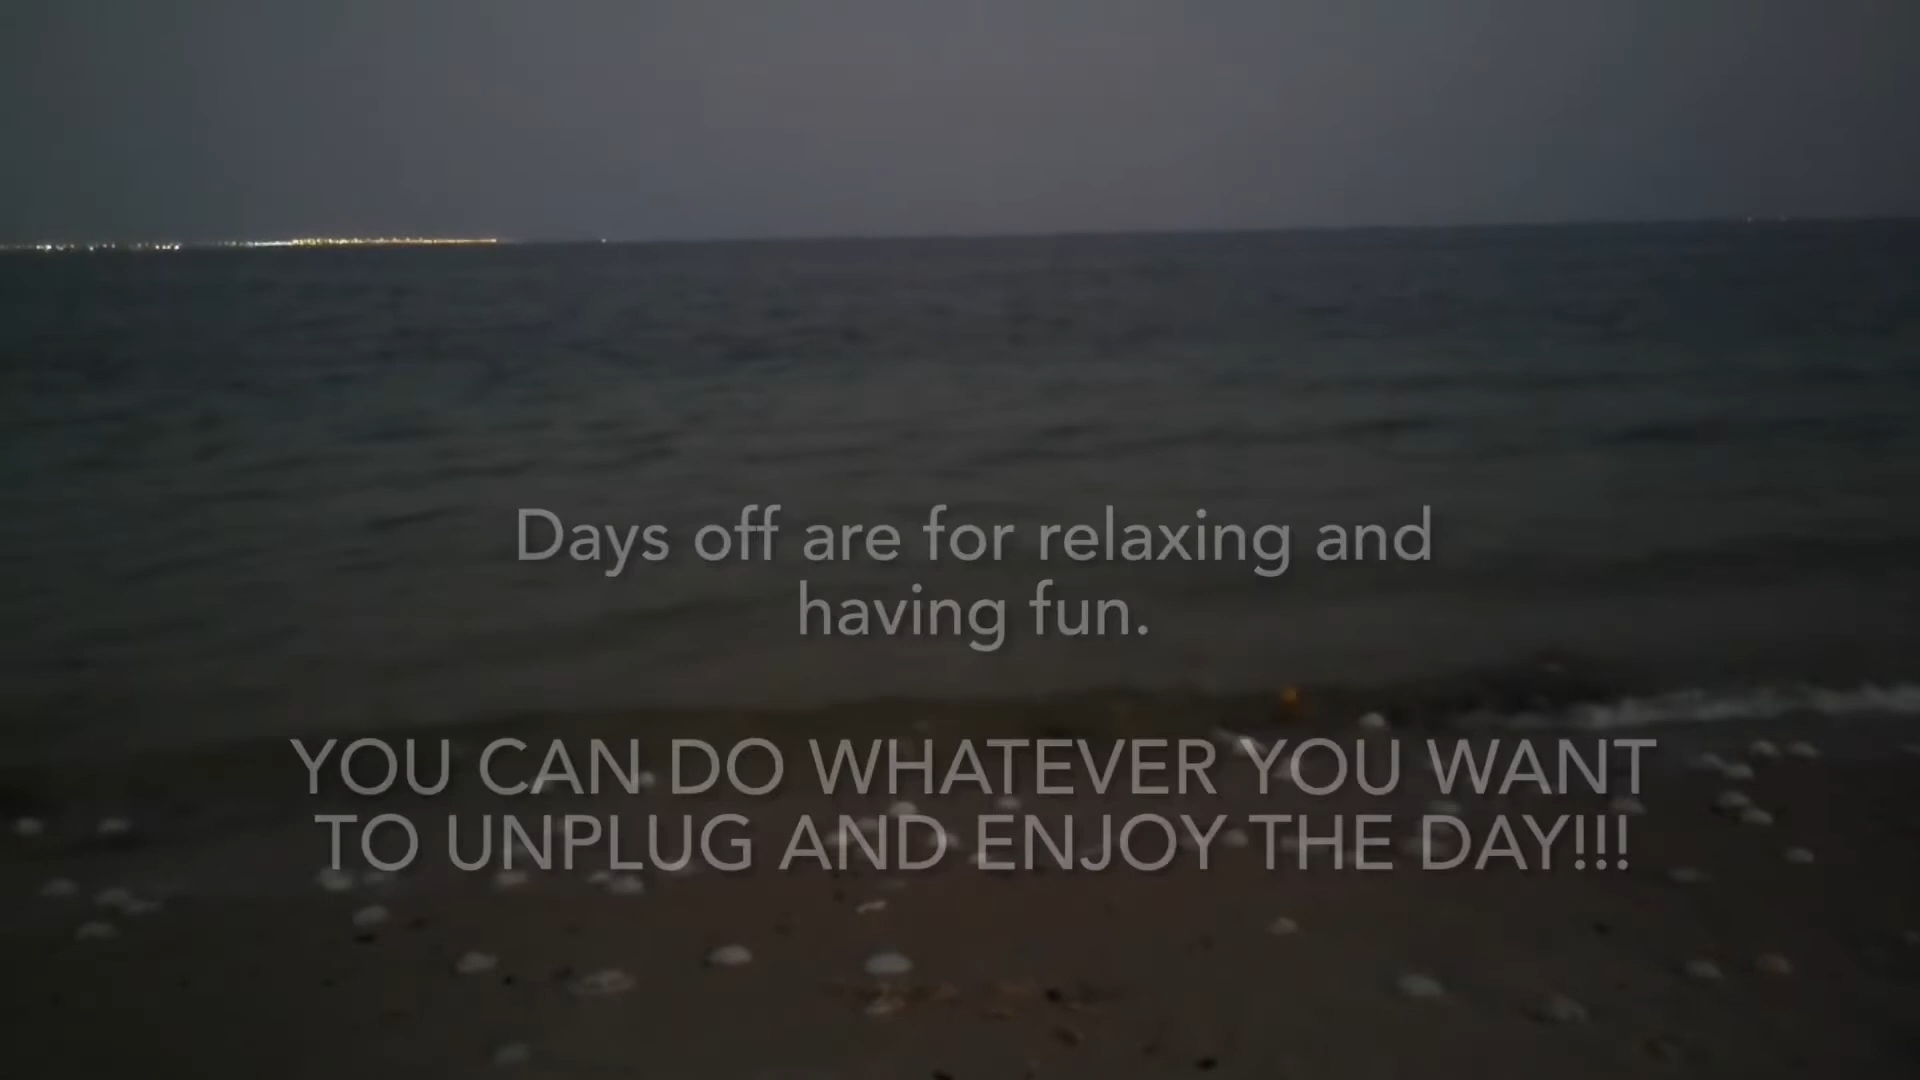 Days off are for relaxing and
having fun.
YOU CAN DO WHATEVER YOU WANT
TO UNPLUG AND ENJOY THE DAY!!!